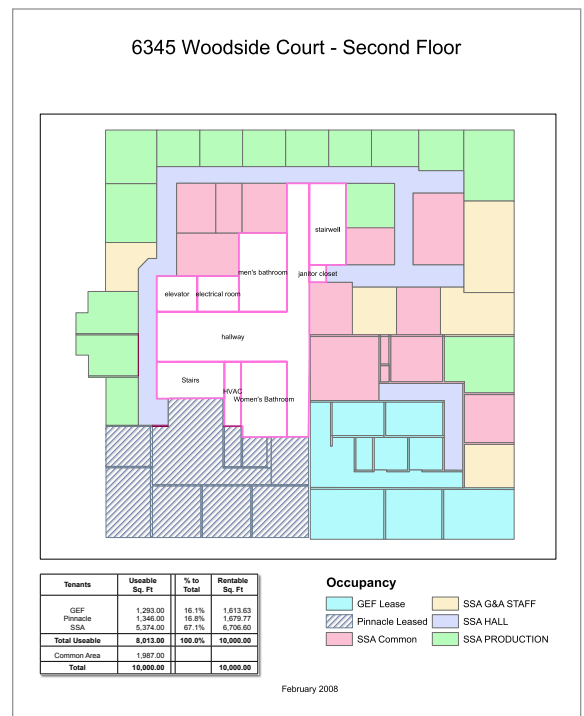 6345 Woodside Court - Second Floor
stairwell
men's bathroom
janitor closet
elevator
electrical room
hallway
Stairs
HVAC
Women's Bathroom
Tenants Useable Sq. Ft % to Total Rentable Sq. Ft
GEF 1,293.00 16.1% 1,613.63
Pinnacle 1,346.00 16.8% 1,679.77
SSA 5,374.00 67.1% 6,706.60
Total Useable 8,013.00 100.0% 10,000.00
Common Area 1,987.00
Total 10,000.00 10,000.00
Occupancy
GEF Lease
Pinnacle Leased
SSA Common
SSA G&A STAFF
SSA HALL
SSA PRODUCTION
February 2008